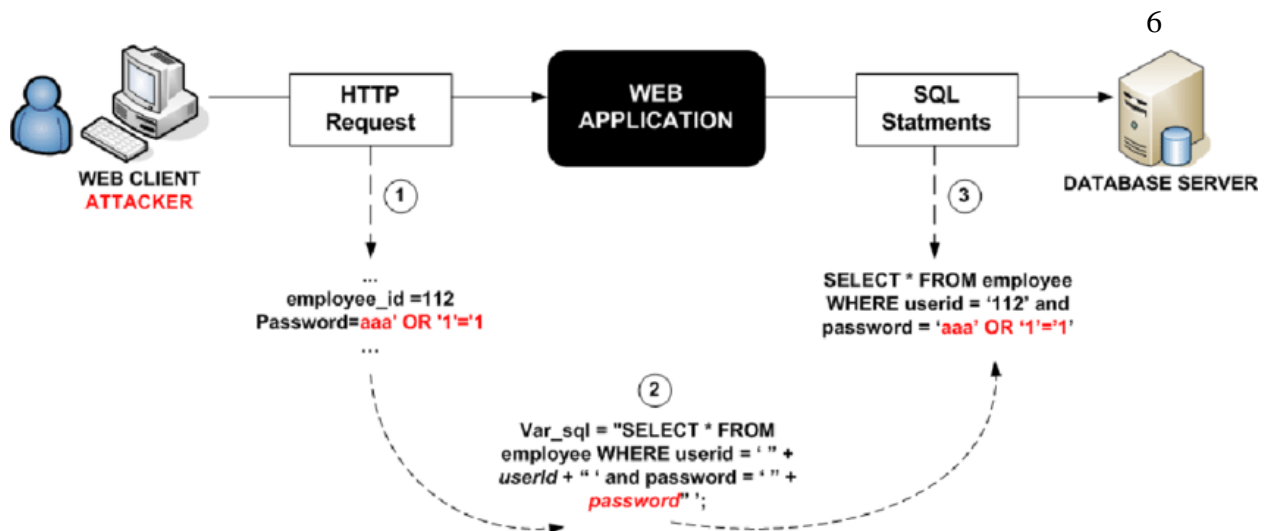 6
HTTP
Request
WEB
APPLICATION
SQL
Statments
WEB CLIENT
ATTACKER
DATABASE SERVER
1
3
...
employee_id =112
Password=aaa' OR '1'='1
...
SELECT * FROM employee
WHERE userid = ‘112’ and
password = ‘aaa’ OR ‘1’=’1’
2
Var_sql = "SELECT * FROM
employee WHERE userid = ‘ ” +
userId + “ ‘ and password = ‘ ” +
password” ‘;